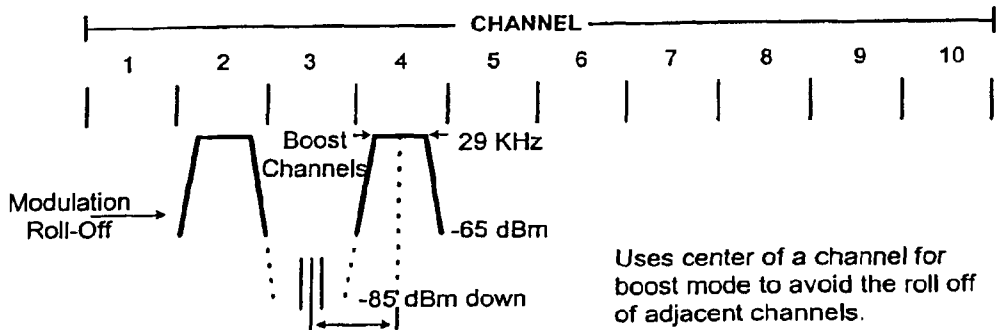 CHANNEL
1 2 3 4 5 6 7 8 9 10
Boost
Channels
29 KHz
Modulation
Roll-Off
-65 dBm
-85 dBm down
Uses center of a channel for
boost mode to avoid the roll off
of adjacent channels.